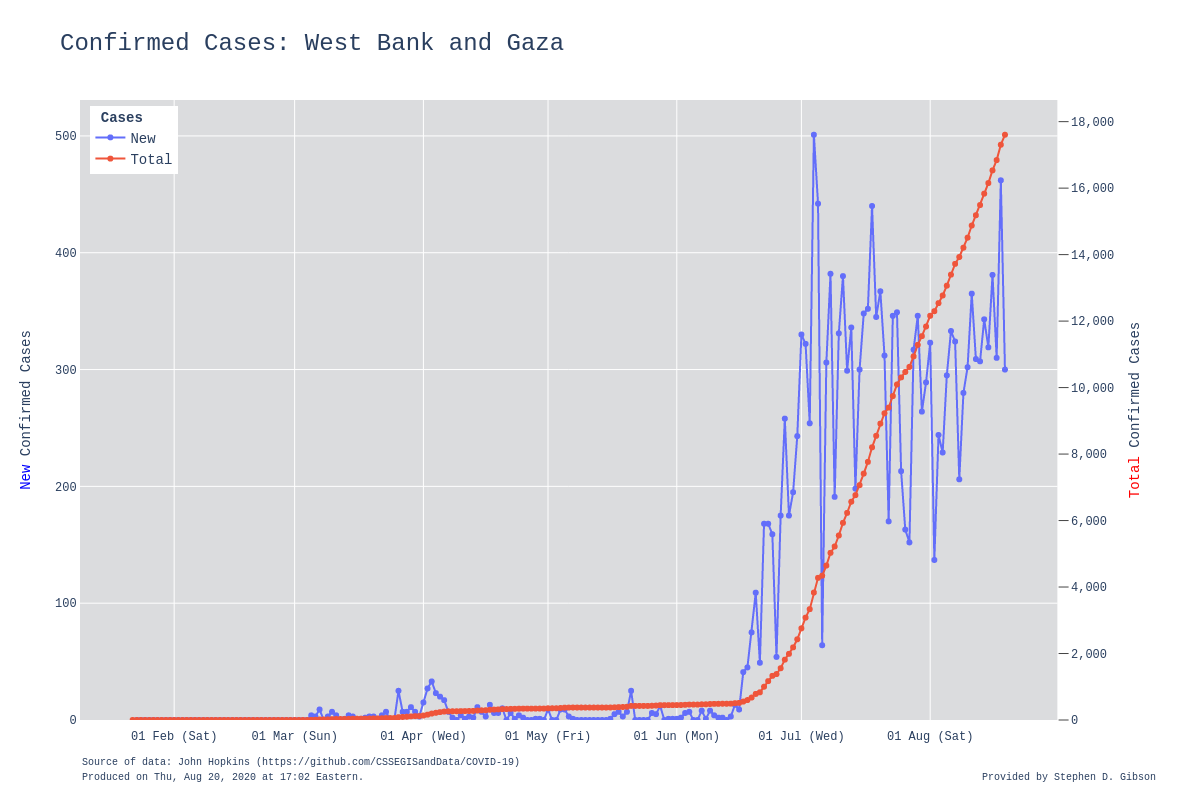 Confirmed Cases: West Bank and Gaza
Cases
New
Total
500
400
300
200
100
0
New Confirmed Cases
18,000
16,000
14,000
12,000
10,000
8,000
6,000
4,000
2,000
0
Total Confirmed Cases
01 Feb (Sat) 01 Mar (Sun) 01 Apr (Wed) 01 May (Fri) 01 Jun (Mon) 01 Jul (Wed) 01 Aug (Sat)
Source of data: John Hopkins (https://github.com/CSSEGISandData/COVID-19)
Produced on Thu, Aug 20, 2020 at 17:02 Eastern.
Provided by Stephen D. Gibson